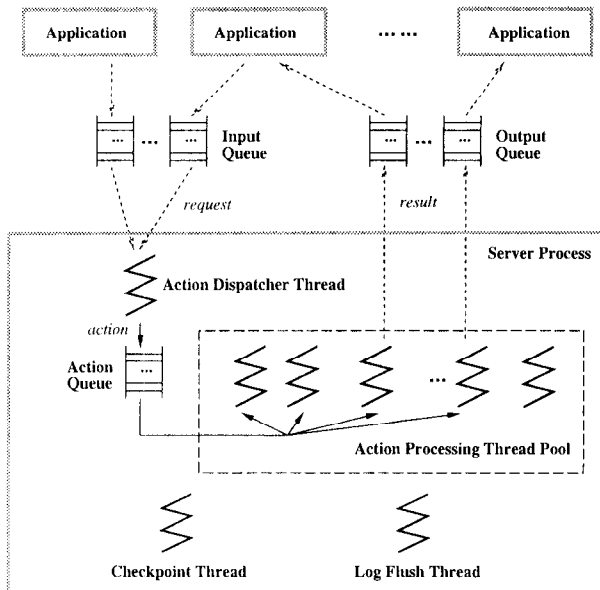 Application Application ... ... Application
... ... ... Input Queue ... ... ... Output Queue
request result
Server Process
Action Dispatcher Thread
action
Action Queue
...
...
Action Processing Thread Pool
Checkpoint Thread Log Flush Thread